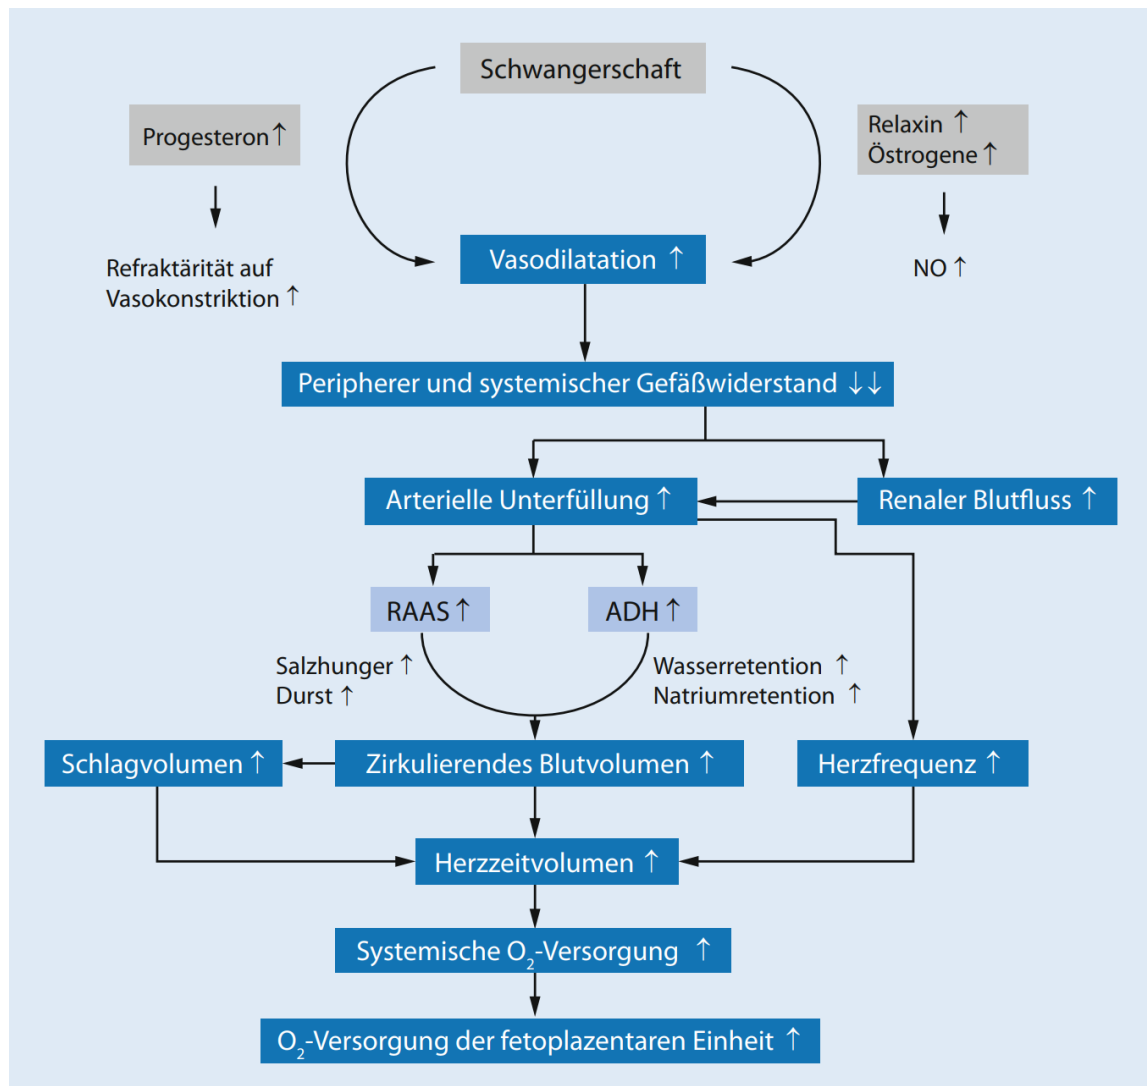 Schwangerschaft
Progesteron ↑
Relaxin ↑
Östrogene ↑
Refraktärität auf
Vasokonstriktion ↑
Vasodilatation ↑
NO ↑
Peripherer und systemischer Gefäßwiderstand ↓↓
Arterielle Unterfüllung ↑
Renaler Blutfluss ↑
RAAS ↑
ADH ↑
Salzhunger ↑
Durst ↑
Wasserretention ↑
Natriumretention ↑
Schlagvolumen ↑
Zirkulierendes Blutvolumen ↑
Herzfrequenz ↑
Herzzeitvolumen ↑
Systemische O₂-Versorgung ↑
O₂-Versorgung der fetoplazentaren Einheit ↑